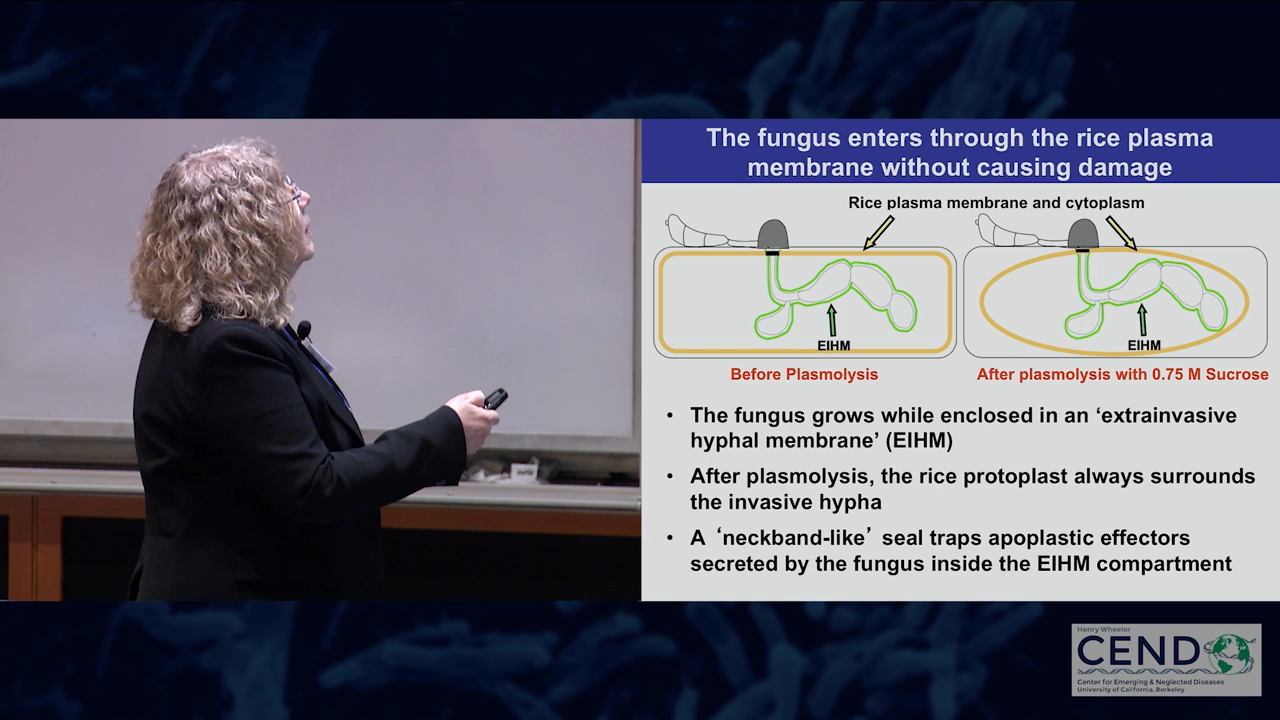 The fungus enters through the rice plasma
membrane without causing damage
Rice plasma membrane and cytoplasm
EIHM
EIHM
Before Plasmolysis
After plasmolysis with 0.75 M Sucrose
• The fungus grows while enclosed in an ‘extrainvasive
hyphal membrane’ (EIHM)
• After plasmolysis, the rice protoplast always surrounds
the invasive hypha
• A ‘neckband-like’ seal traps apoplastic effectors
secreted by the fungus inside the EIHM compartment
Henry Wheeler
CEND
Center for Emerging & Neglected Diseases
University of California, Berkeley